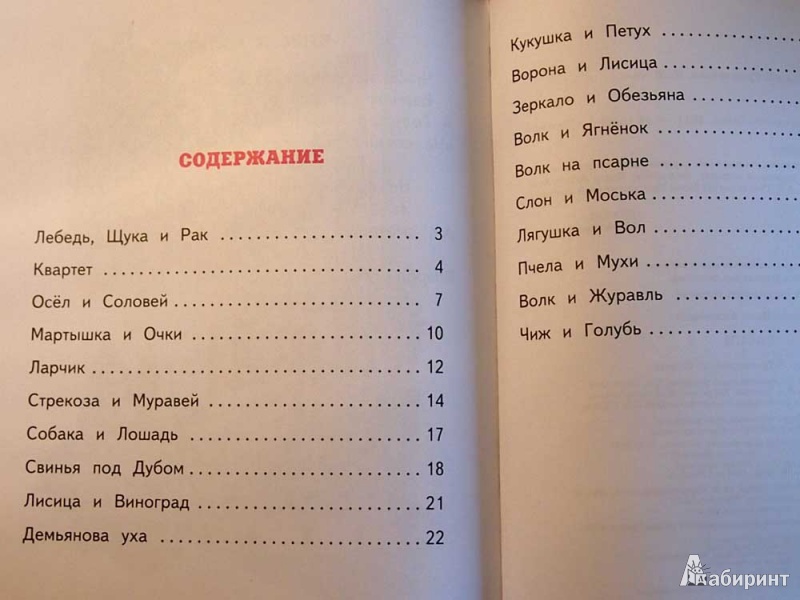 СОДЕРЖАНИЕ
Лебедь, Щука и Рак ........................ 3
Квартет ........................ 4
Осёл и Соловей ........................ 7
Мартышка и Очки ........................ 10
Ларчик ........................ 12
Стрекоза и Муравей ........................ 14
Собака и Лошадь ........................ 17
Свинья под Дубом ........................ 18
Лисица и Виноград ........................ 21
Демьянова уха ........................ 22
Кукушка и Петух ............
Ворона и Лисица ............
Зеркало и Обезьяна ............
Волк и Ягнёнок ............
Волк на псарне ............
Слон и Моська ............
Лягушка и Вол ............
Пчела и Мухи ............
Волк и Журавль ............
Чиж и Голубь ............
Лабиринт